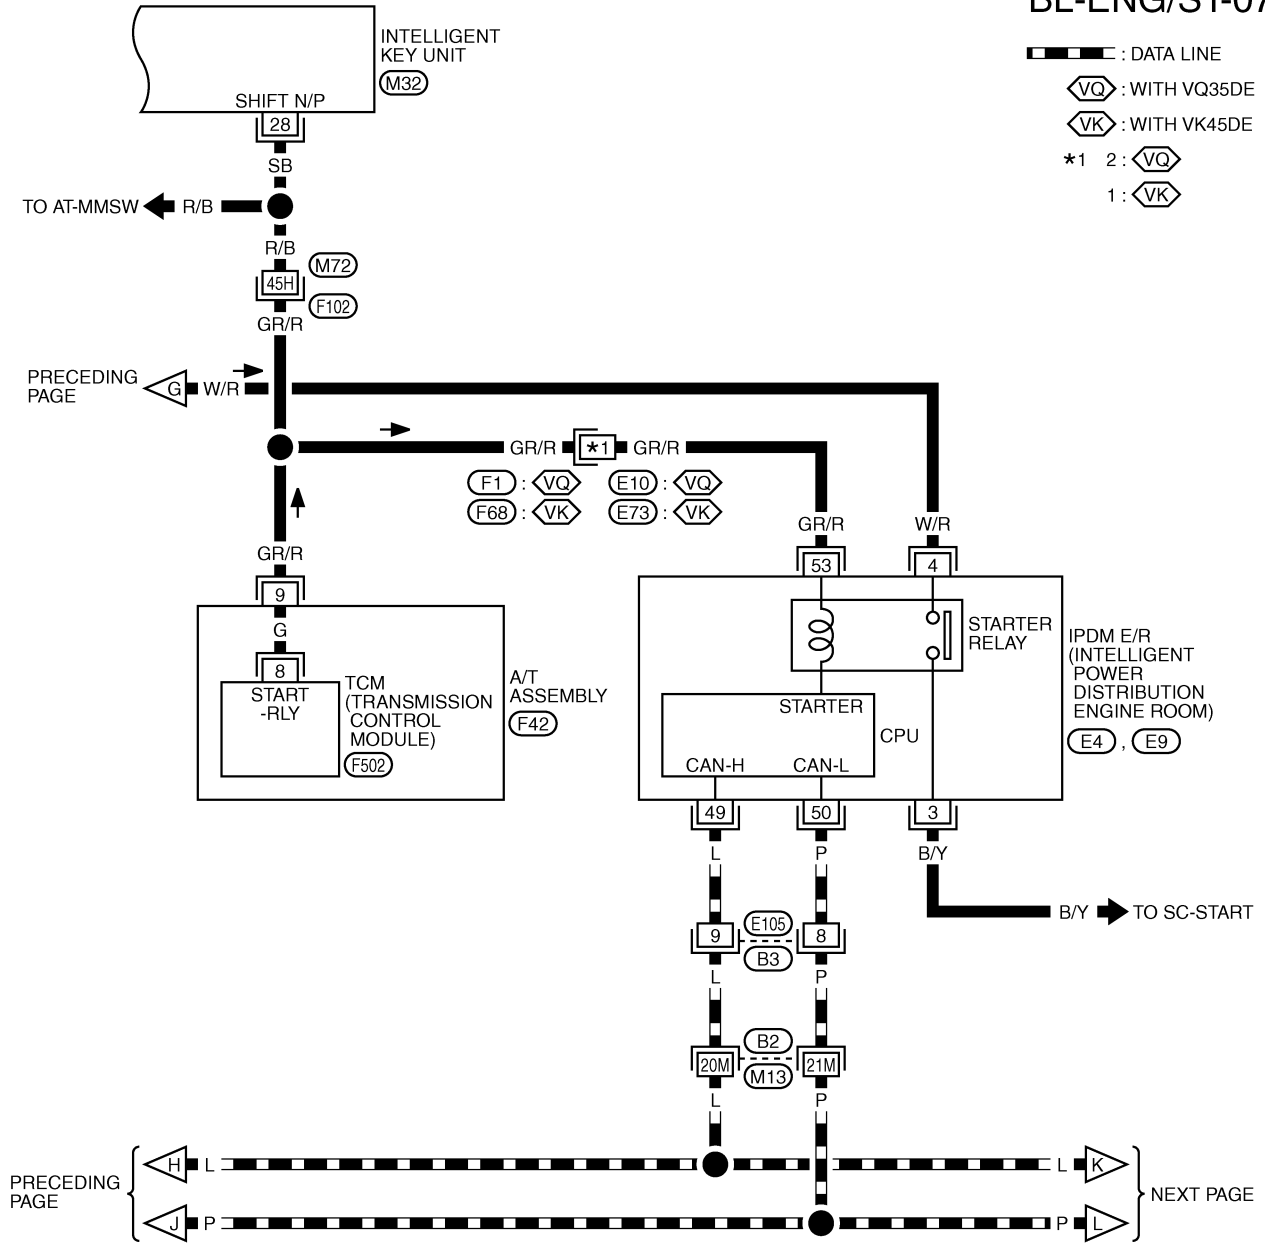 BL-ENG/ST-07
: DATA LINE
VQ : WITH VQ35DE
VK : WITH VK45DE
*1 2 : VQ
1 : VK
INTELLIGENT
KEY UNIT
M32
SHIFT N/P
28
SB
TO AT-MMSW R/B
R/B
M72
45H
F102
GR/R
PRECEDING
PAGE
G W/R
GR/R *1 GR/R
F1 : VQ E10 : VQ
F68 : VK E73 : VK
GR/R W/R
GR/R
53 4
9
G
8
START
-RLY
TCM
(TRANSMISSION
CONTROL
MODULE)
F502
A/T
ASSEMBLY
F42
STARTER
RELAY
IPDM E/R
(INTELLIGENT
POWER
DISTRIBUTION
ENGINE ROOM)
E4 , E9
STARTER
CPU
CAN-H CAN-L
49 50 3
L P B/Y
B/Y TO SC-START
9 E105 8
B3
L P
B2
20M 21M
M13
L P
PRECEDING
PAGE
H L L K
J P P L
NEXT PAGE